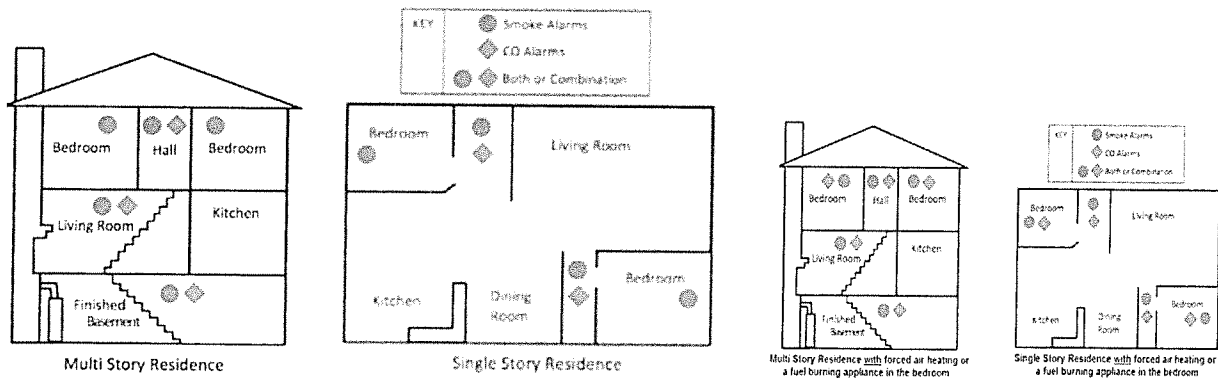 KEY
Smoke Alarms
CO Alarms
Both or Combination
Bedroom
Hall
Bedroom
Living Room
Kitchen
Finished
Basement
Multi Story Residence
Bedroom
Living Room
Kitchen
Dining
Room
Bedroom
Single Story Residence
Bedroom
Hall
Bedroom
Living Room
Kitchen
Finished
Basement
Multi Story Residence with forced air heating or
a fuel burning appliance in the bedroom
KEY
Smoke Alarms
CO Alarms
Both or Combination
Bedroom
Living Room
Kitchen
Dining
Room
Bedroom
Single Story Residence with forced air heating or
a fuel burning appliance in the bedroom